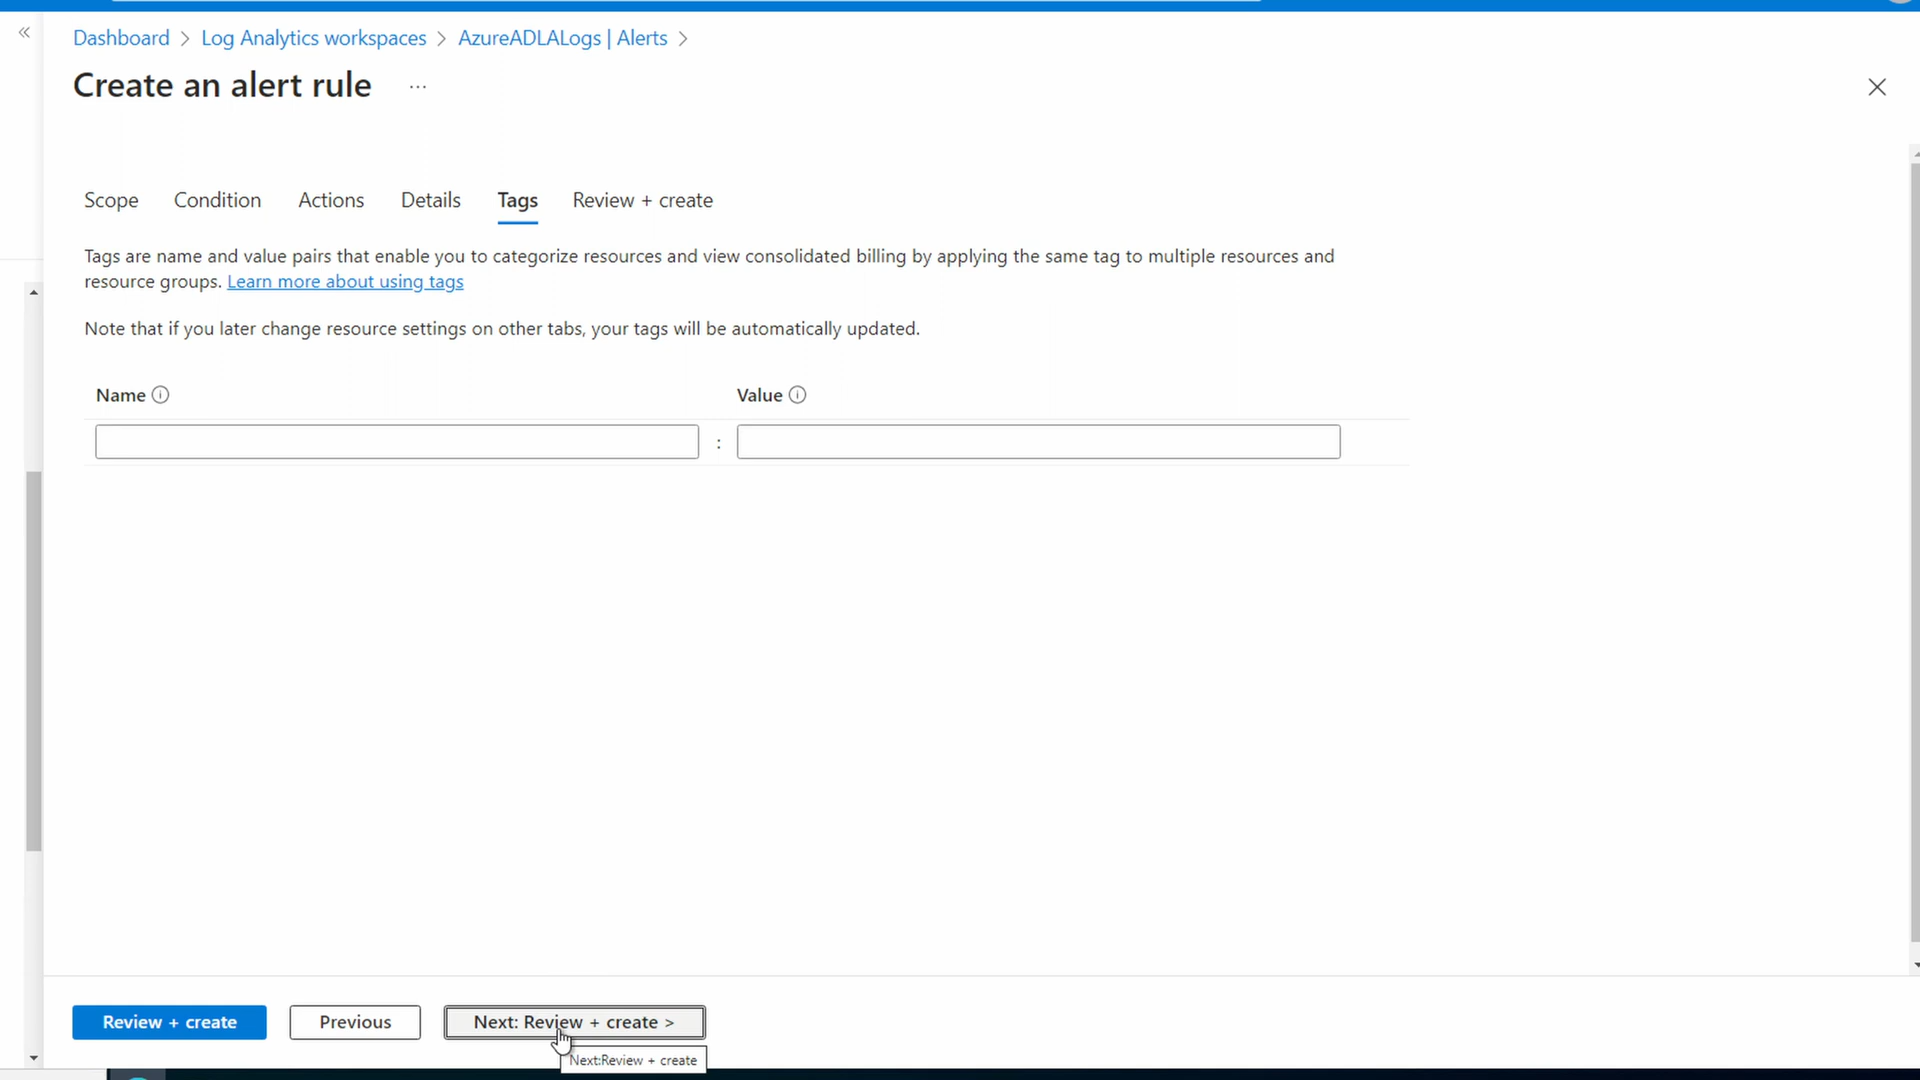 Dashboard > Log Analytics workspaces > AzureADLALogs | Alerts >
Create an alert rule ...
Scope Condition Actions Details Tags Review + create
Tags are name and value pairs that enable you to categorize resources and view consolidated billing by applying the same tag to multiple resources and
resource groups. Learn more about using tags
Note that if you later change resource settings on other tabs, your tags will be automatically updated.
Name Value
:
Review + create Previous Next: Review + create >
Next:Review + create